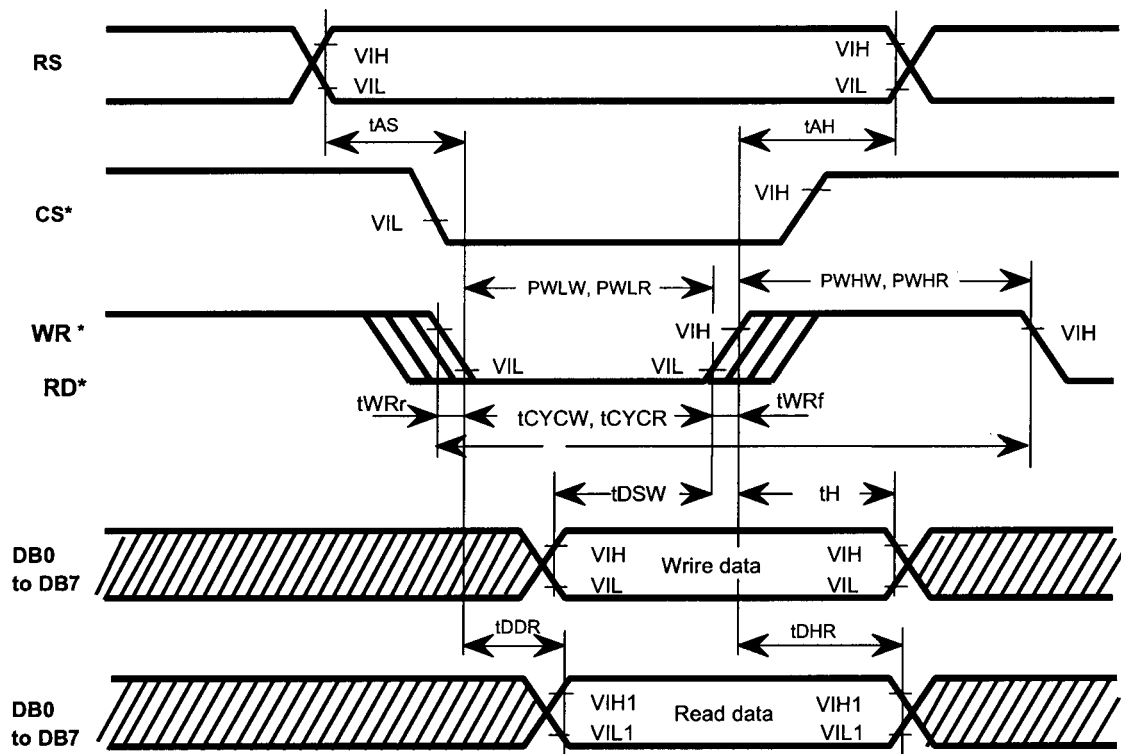 RS
VIH
VIH
VIL
VIL
tAS
tAH
CS*
VIL
VIH
PWLW, PWLR
PWHW, PWHR
WR *
VIH
VIH
VIL
VIL
RD*
tWRr
tCYCW, tCYCR
tWRf
tDSW
tH
DB0
to DB7
VIH
Wrire data
VIH
VIL
VIL
tDDR
tDHR
DB0
to DB7
VIH1
Read data
VIH1
VIL1
VIL1